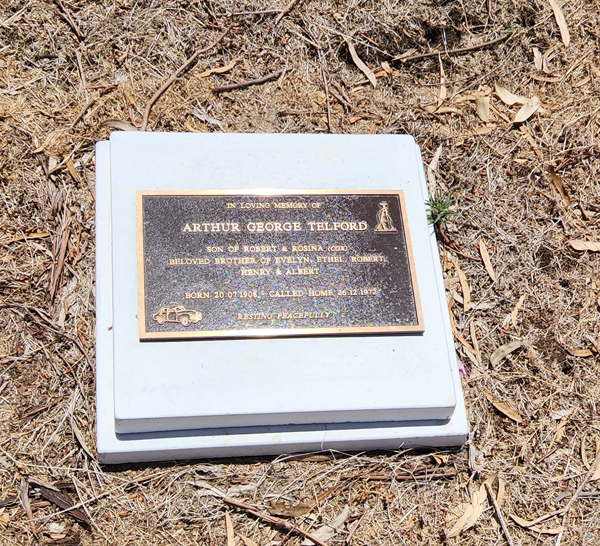 IN LOVING MEMORY OF
ARTHUR GEORGE TELFORD
SON OF ROBERT & ROSINA (COX)
BELOVED BROTHER OF EVELYN, ETHEL, ROBERT,
HENRY & ALBERT
BORN 20.07.1908 - CALLED HOME 26.12.1972
RESTING PEACEFULLY